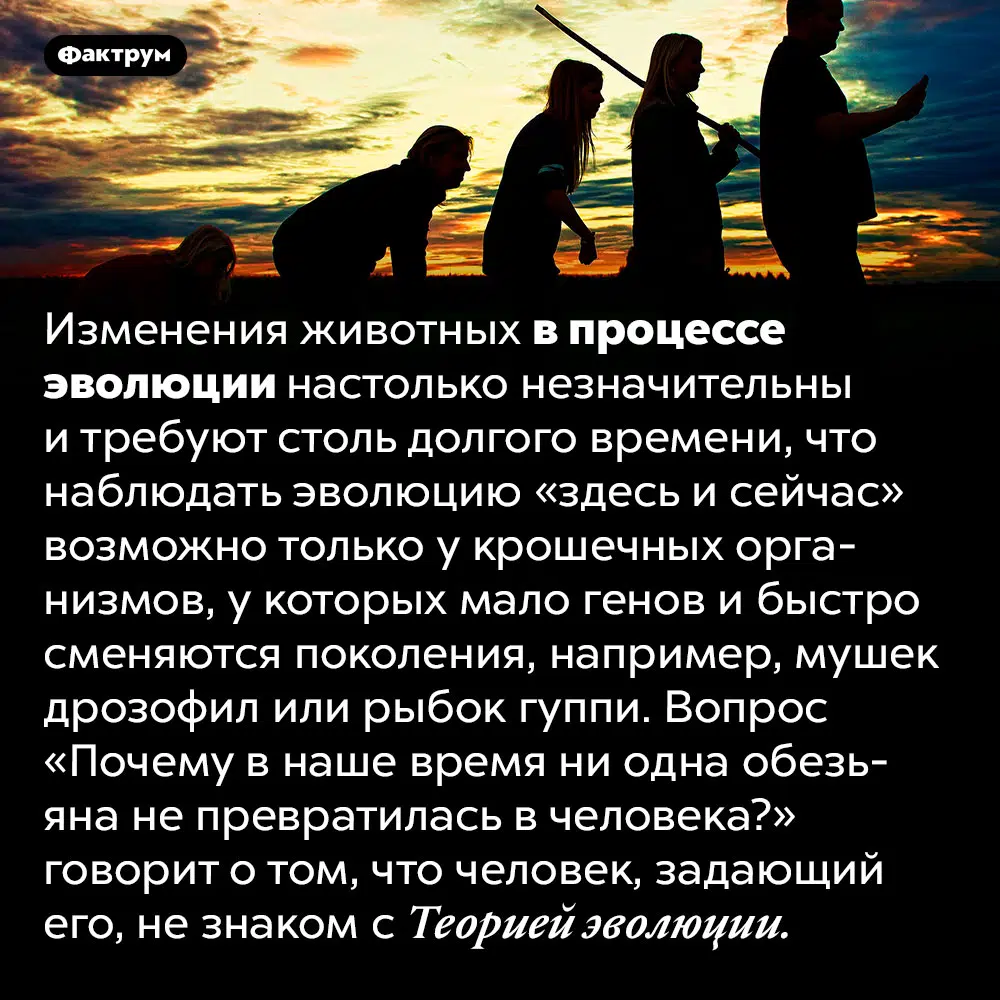 Фактрум
Изменения животных в процессе
эволюции настолько незначительны
и требуют столь долгого времени, что
наблюдать эволюцию «здесь и сейчас»
возможно только у крошечных орга-
низмов, у которых мало генов и быстро
сменяются поколения, например, мушек
дрозофил или рыбок гуппи. Вопрос
«Почему в наше время ни одна обезь-
яна не превратилась в человека?»
говорит о том, что человек, задающий
его, не знаком с Теорией эволюции.